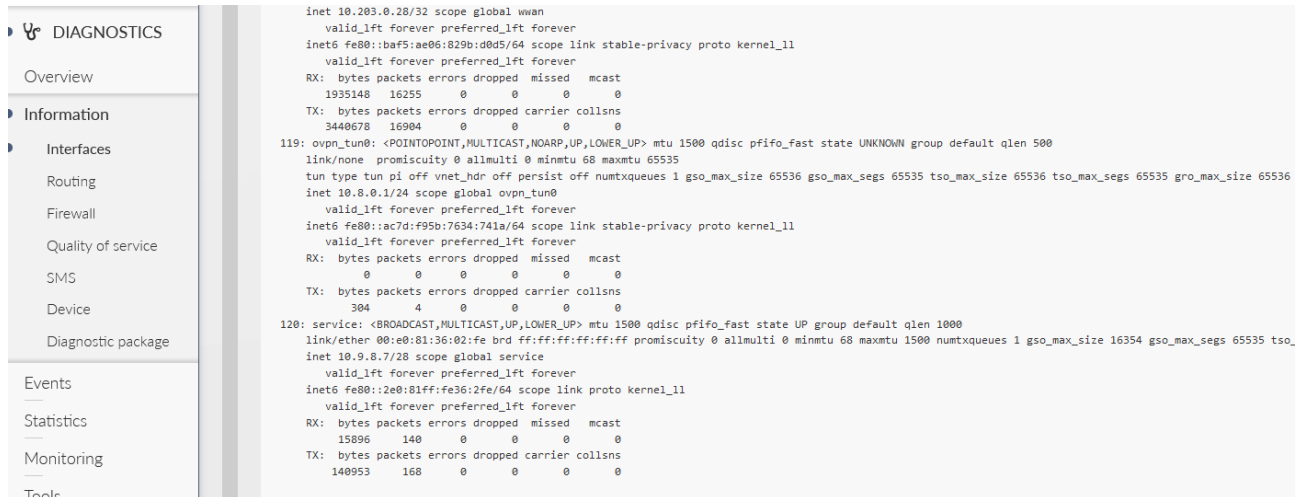 DIAGNOSTICS
Overview
Information
Interfaces
Routing
Firewall
Quality of service
SMS
Device
Diagnostic package
Events
Statistics
Monitoring
Tools
inet 10.203.0.28/32 scope global wwan
valid_lft forever preferred_lft forever
inet6 fe80::baf5:ae06:829b:d0d5/64 scope link stable-privacy proto kernel_ll
valid_lft forever preferred_lft forever
RX: bytes packets errors dropped missed mcast
1935148 16255 0 0 0 0
TX: bytes packets errors dropped carrier collsns
3440678 16904 0 0 0 0
119: ovpn_tun0: <POINTOPOINT,MULTICAST,NOARP,UP,LOWER_UP> mtu 1500 qdisc pfifo_fast state UNKNOWN group default qlen 500
link/none promiscuity 0 allmulti 0 minmtu 68 maxmtu 65535
tun type tun pi off vnet_hdr off persist off numtxqueues 1 gso_max_size 65536 gso_max_segs 65535 tso_max_size 65536 tso_max_segs 65535 gro_max_size 65536
inet 10.8.0.1/24 scope global ovpn_tun0
valid_lft forever preferred_lft forever
inet6 fe80::ac7d:f95b:7634:741a/64 scope link stable-privacy proto kernel_ll
valid_lft forever preferred_lft forever
RX: bytes packets errors dropped missed mcast
0 0 0 0 0 0
TX: bytes packets errors dropped carrier collsns
304 4 0 0 0 0
120: service: <BROADCAST,MULTICAST,UP,LOWER_UP> mtu 1500 qdisc pfifo_fast state UP group default qlen 1000
link/ether 00:e0:81:36:02:fe brd ff:ff:ff:ff:ff:ff promiscuity 0 allmulti 0 minmtu 68 maxmtu 1500 numtxqueues 1 gso_max_size 16354 gso_max_segs 65535 tso_
inet 10.9.8.7/28 scope global service
valid_lft forever preferred_lft forever
inet6 fe80::2e0:81ff:fe36:2fe/64 scope link proto kernel_ll
valid_lft forever preferred_lft forever
RX: bytes packets errors dropped missed mcast
15896 140 0 0 0 0
TX: bytes packets errors dropped carrier collsns
140953 168 0 0 0 0